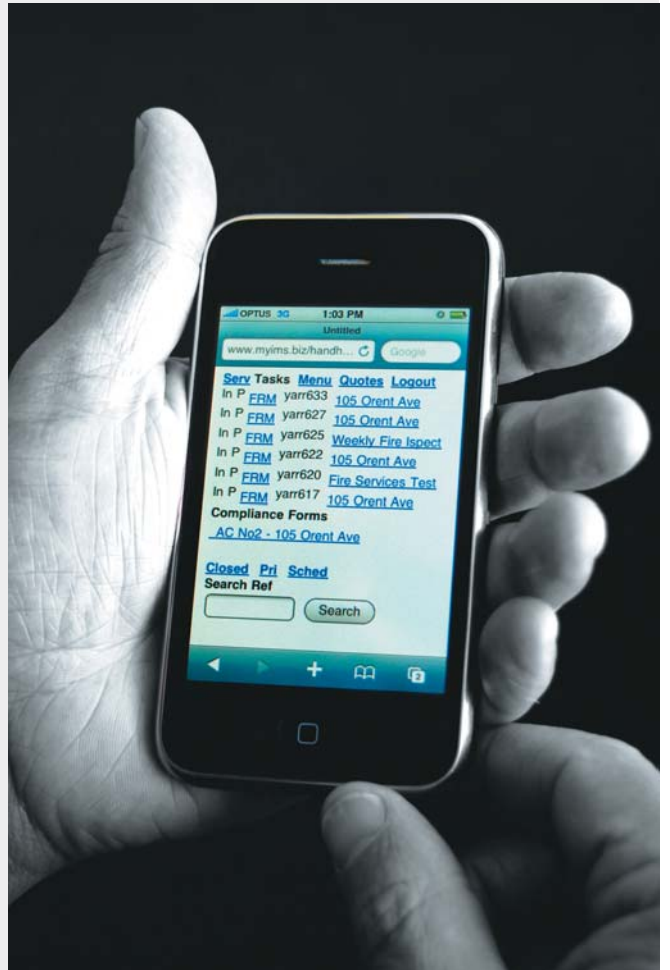 OPTUS 3G 1:03 PM
Untitled
www.myims.biz/handh... Google
Serv Tasks Menu Quotes Logout
In P FRM yarr633 105 Orent Ave
In P FRM yarr627 105 Orent Ave
In P FRM yarr625 Weekly Fire Ispect
In P FRM yarr622 105 Orent Ave
In P FRM yarr620 Fire Services Test
In P FRM yarr617 105 Orent Ave
Compliance Forms
AC No2 - 105 Orent Ave
Closed Pri Sched
Search Ref
Search
2